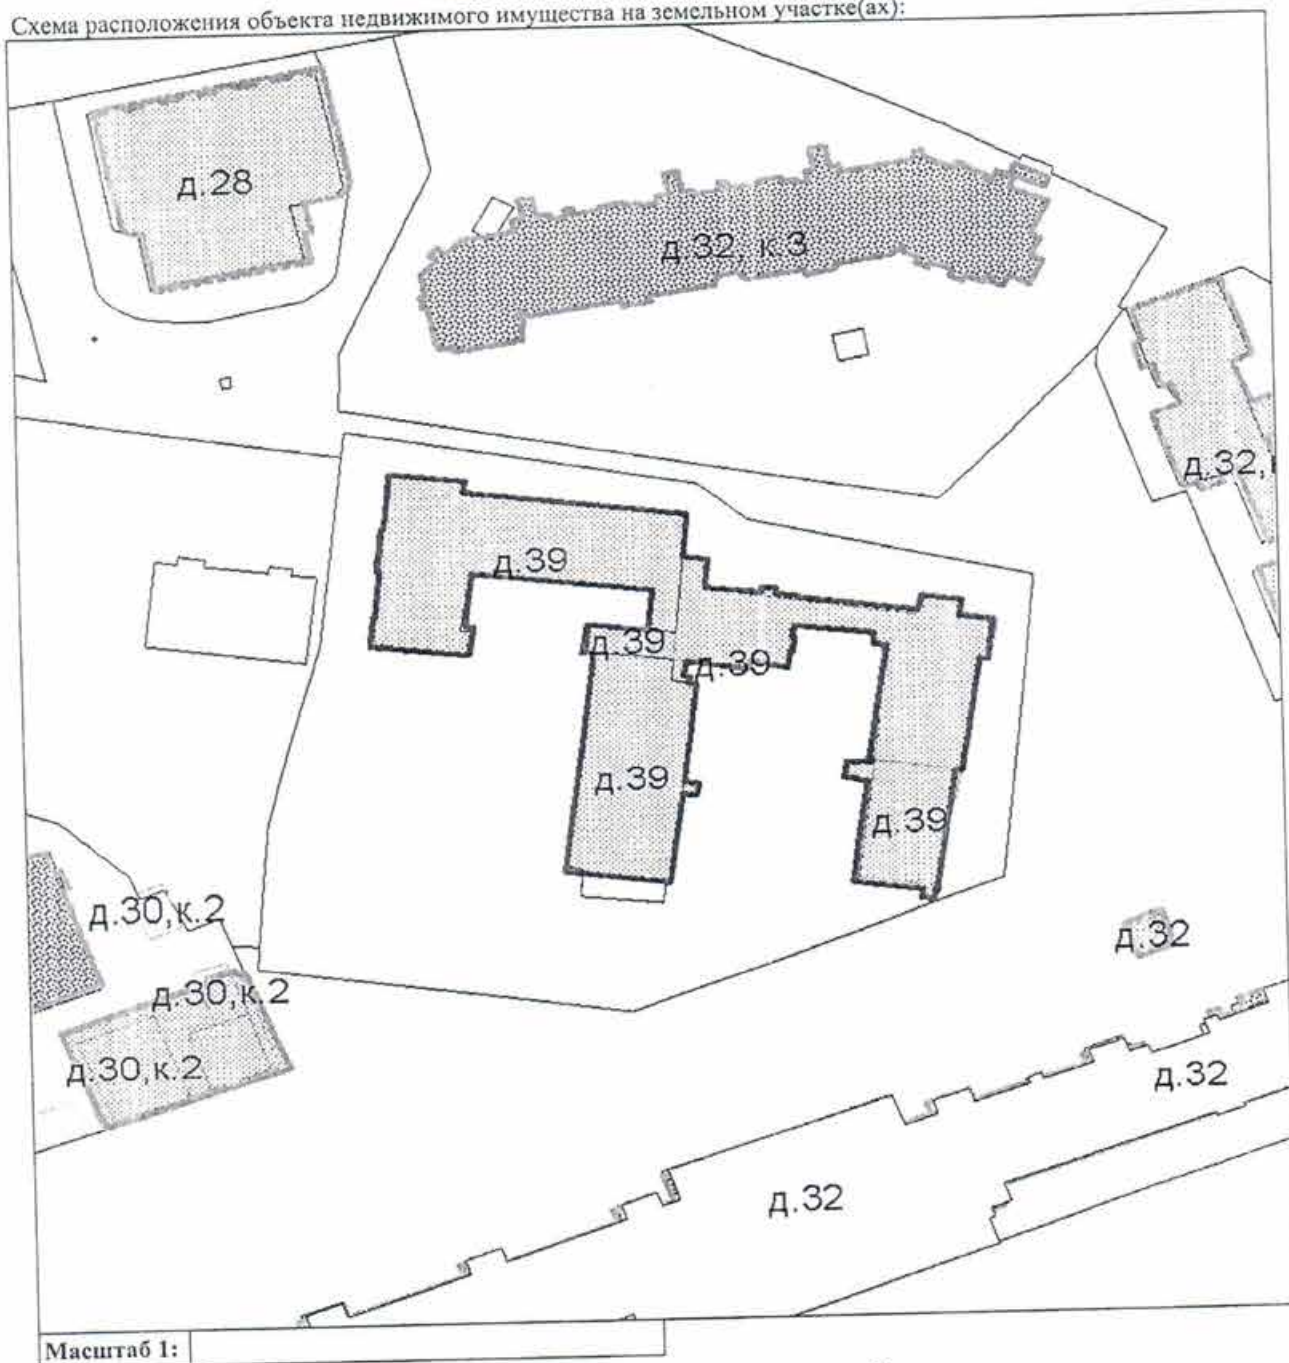 Схема расположения объекта недвижимого имущества на земельном участке(ах):
д.28
д.32, к.3
д.32,
д.39
д.39
д.39
д.39
д.39
д.30,к.2
д.32
д.30,к.2
д.30,к.2
д.32
д.32
Масштаб 1: